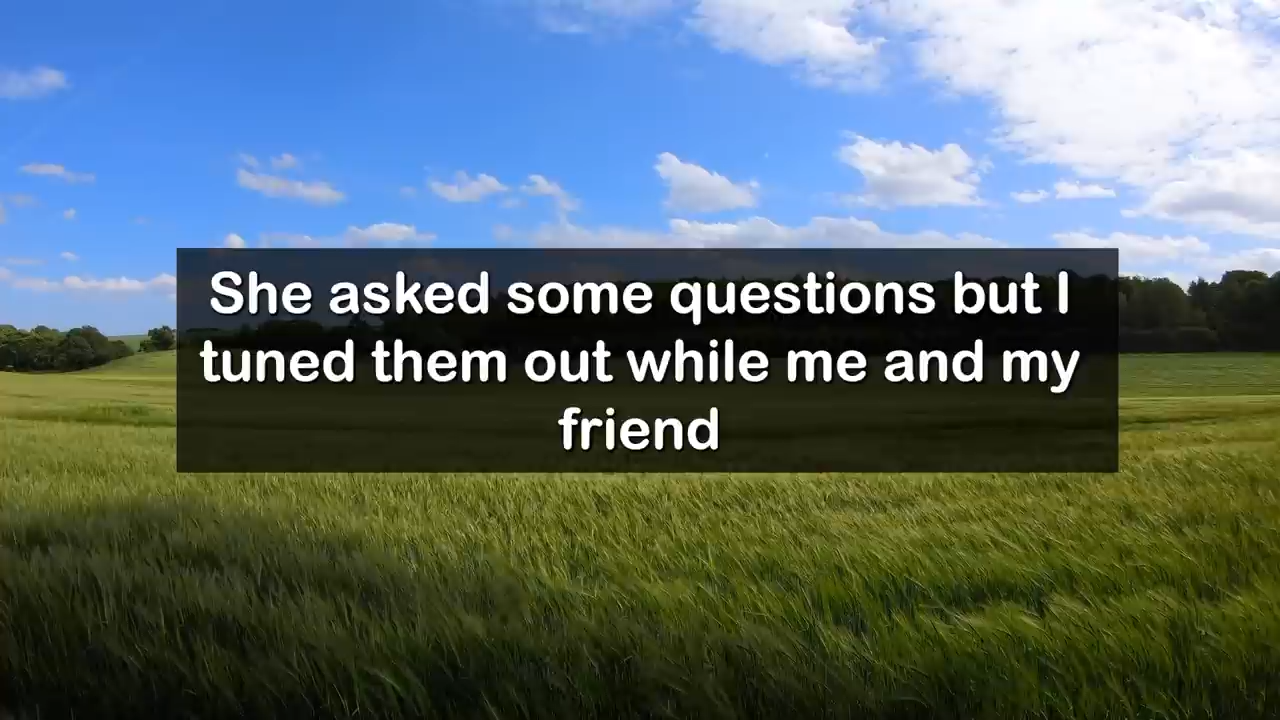 She asked some questions but I
tuned them out while me and my
friend